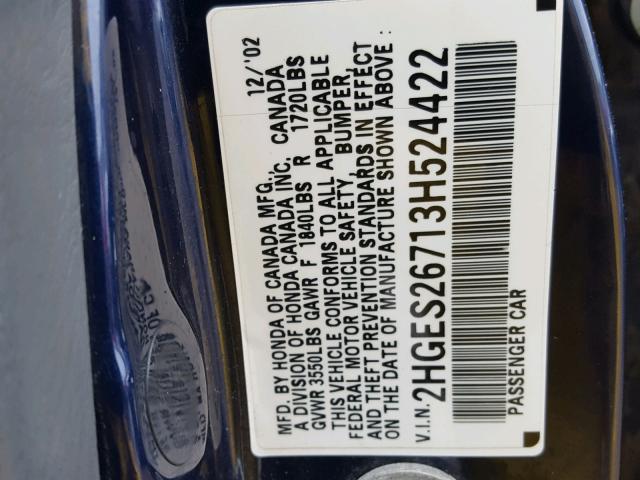 MFD. BY HONDA OF CANADA MFG., 12/'02
A DIVISION OF HONDA CANADA INC. CANADA
GVWR 3550LBS GAWR F 1840LBS R 1720LBS
THIS VEHICLE CONFORMS TO ALL APPLICABLE
FEDERAL MOTOR VEHICLE SAFETY, BUMPER,
AND THEFT PREVENTION STANDARDS IN EFFECT
ON THE DATE OF MANUFACTURE SHOWN ABOVE :
V.I.N. 2HGES26713H524422
PASSENGER CAR